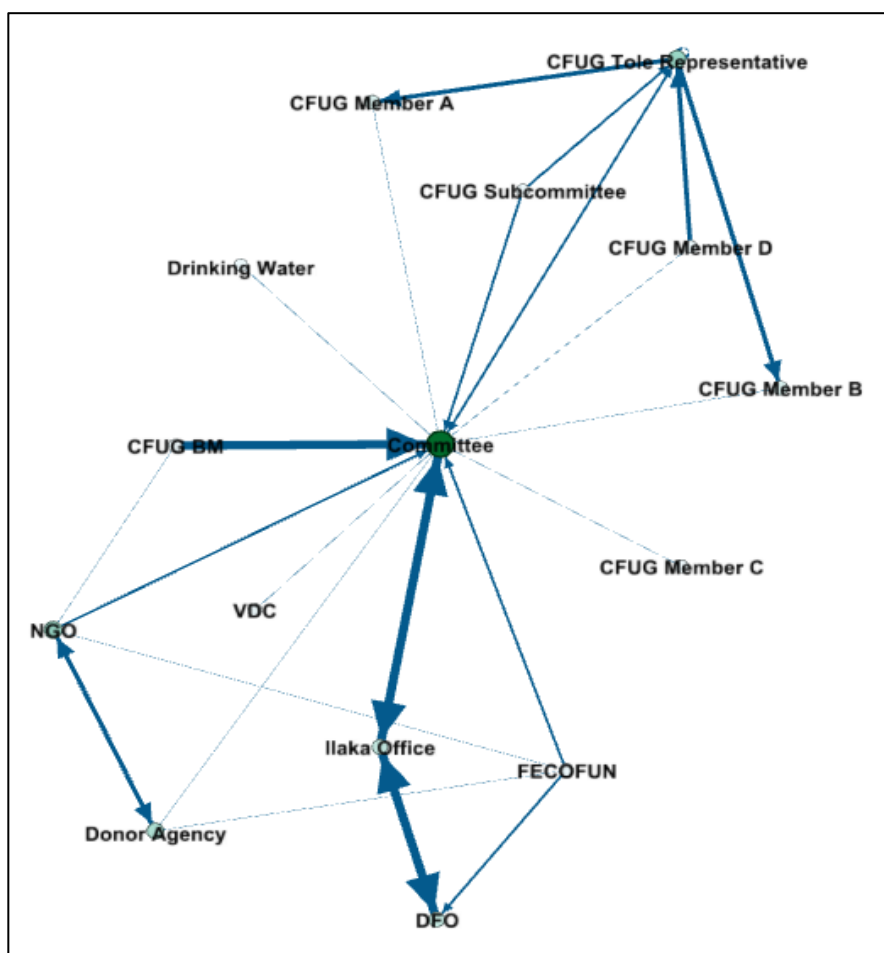 CFUG Tole Representative
CFUG Member A
CFUG Subcommittee
CFUG Member D
Drinking Water
CFUG Member B
CFUG BM
Committee
CFUG Member C
VDC
NGO
Ilaka Office
FECOFUN
Donor Agency
DFO